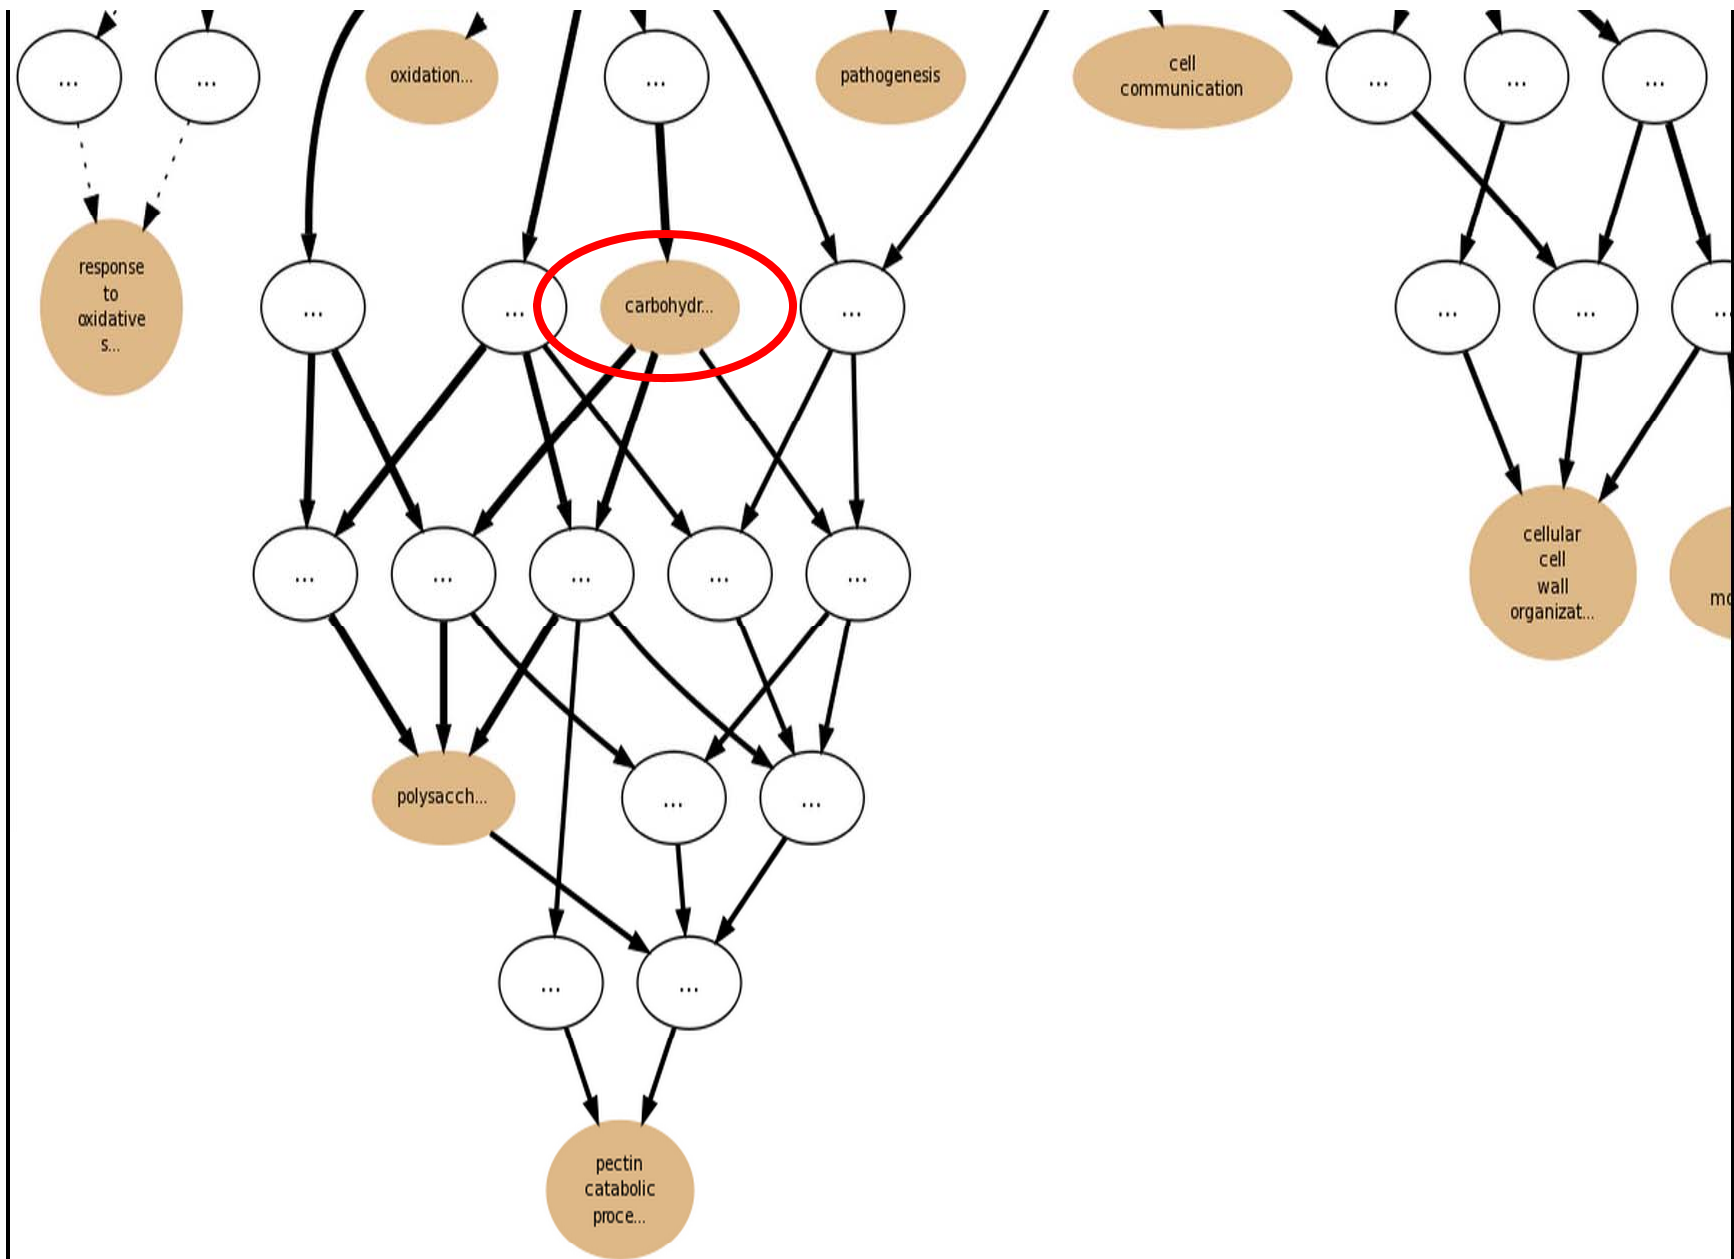 ...
...
oxidation...
...
pathogenesis
cell
communication
...
...
...
response
to
oxidative
s...
...
...
carbohydr...
...
...
...
...
...
...
...
...
...
...
cellular
cell
wall
organizat...
polysacch...
...
...
...
...
pectin
catabolic
proce...